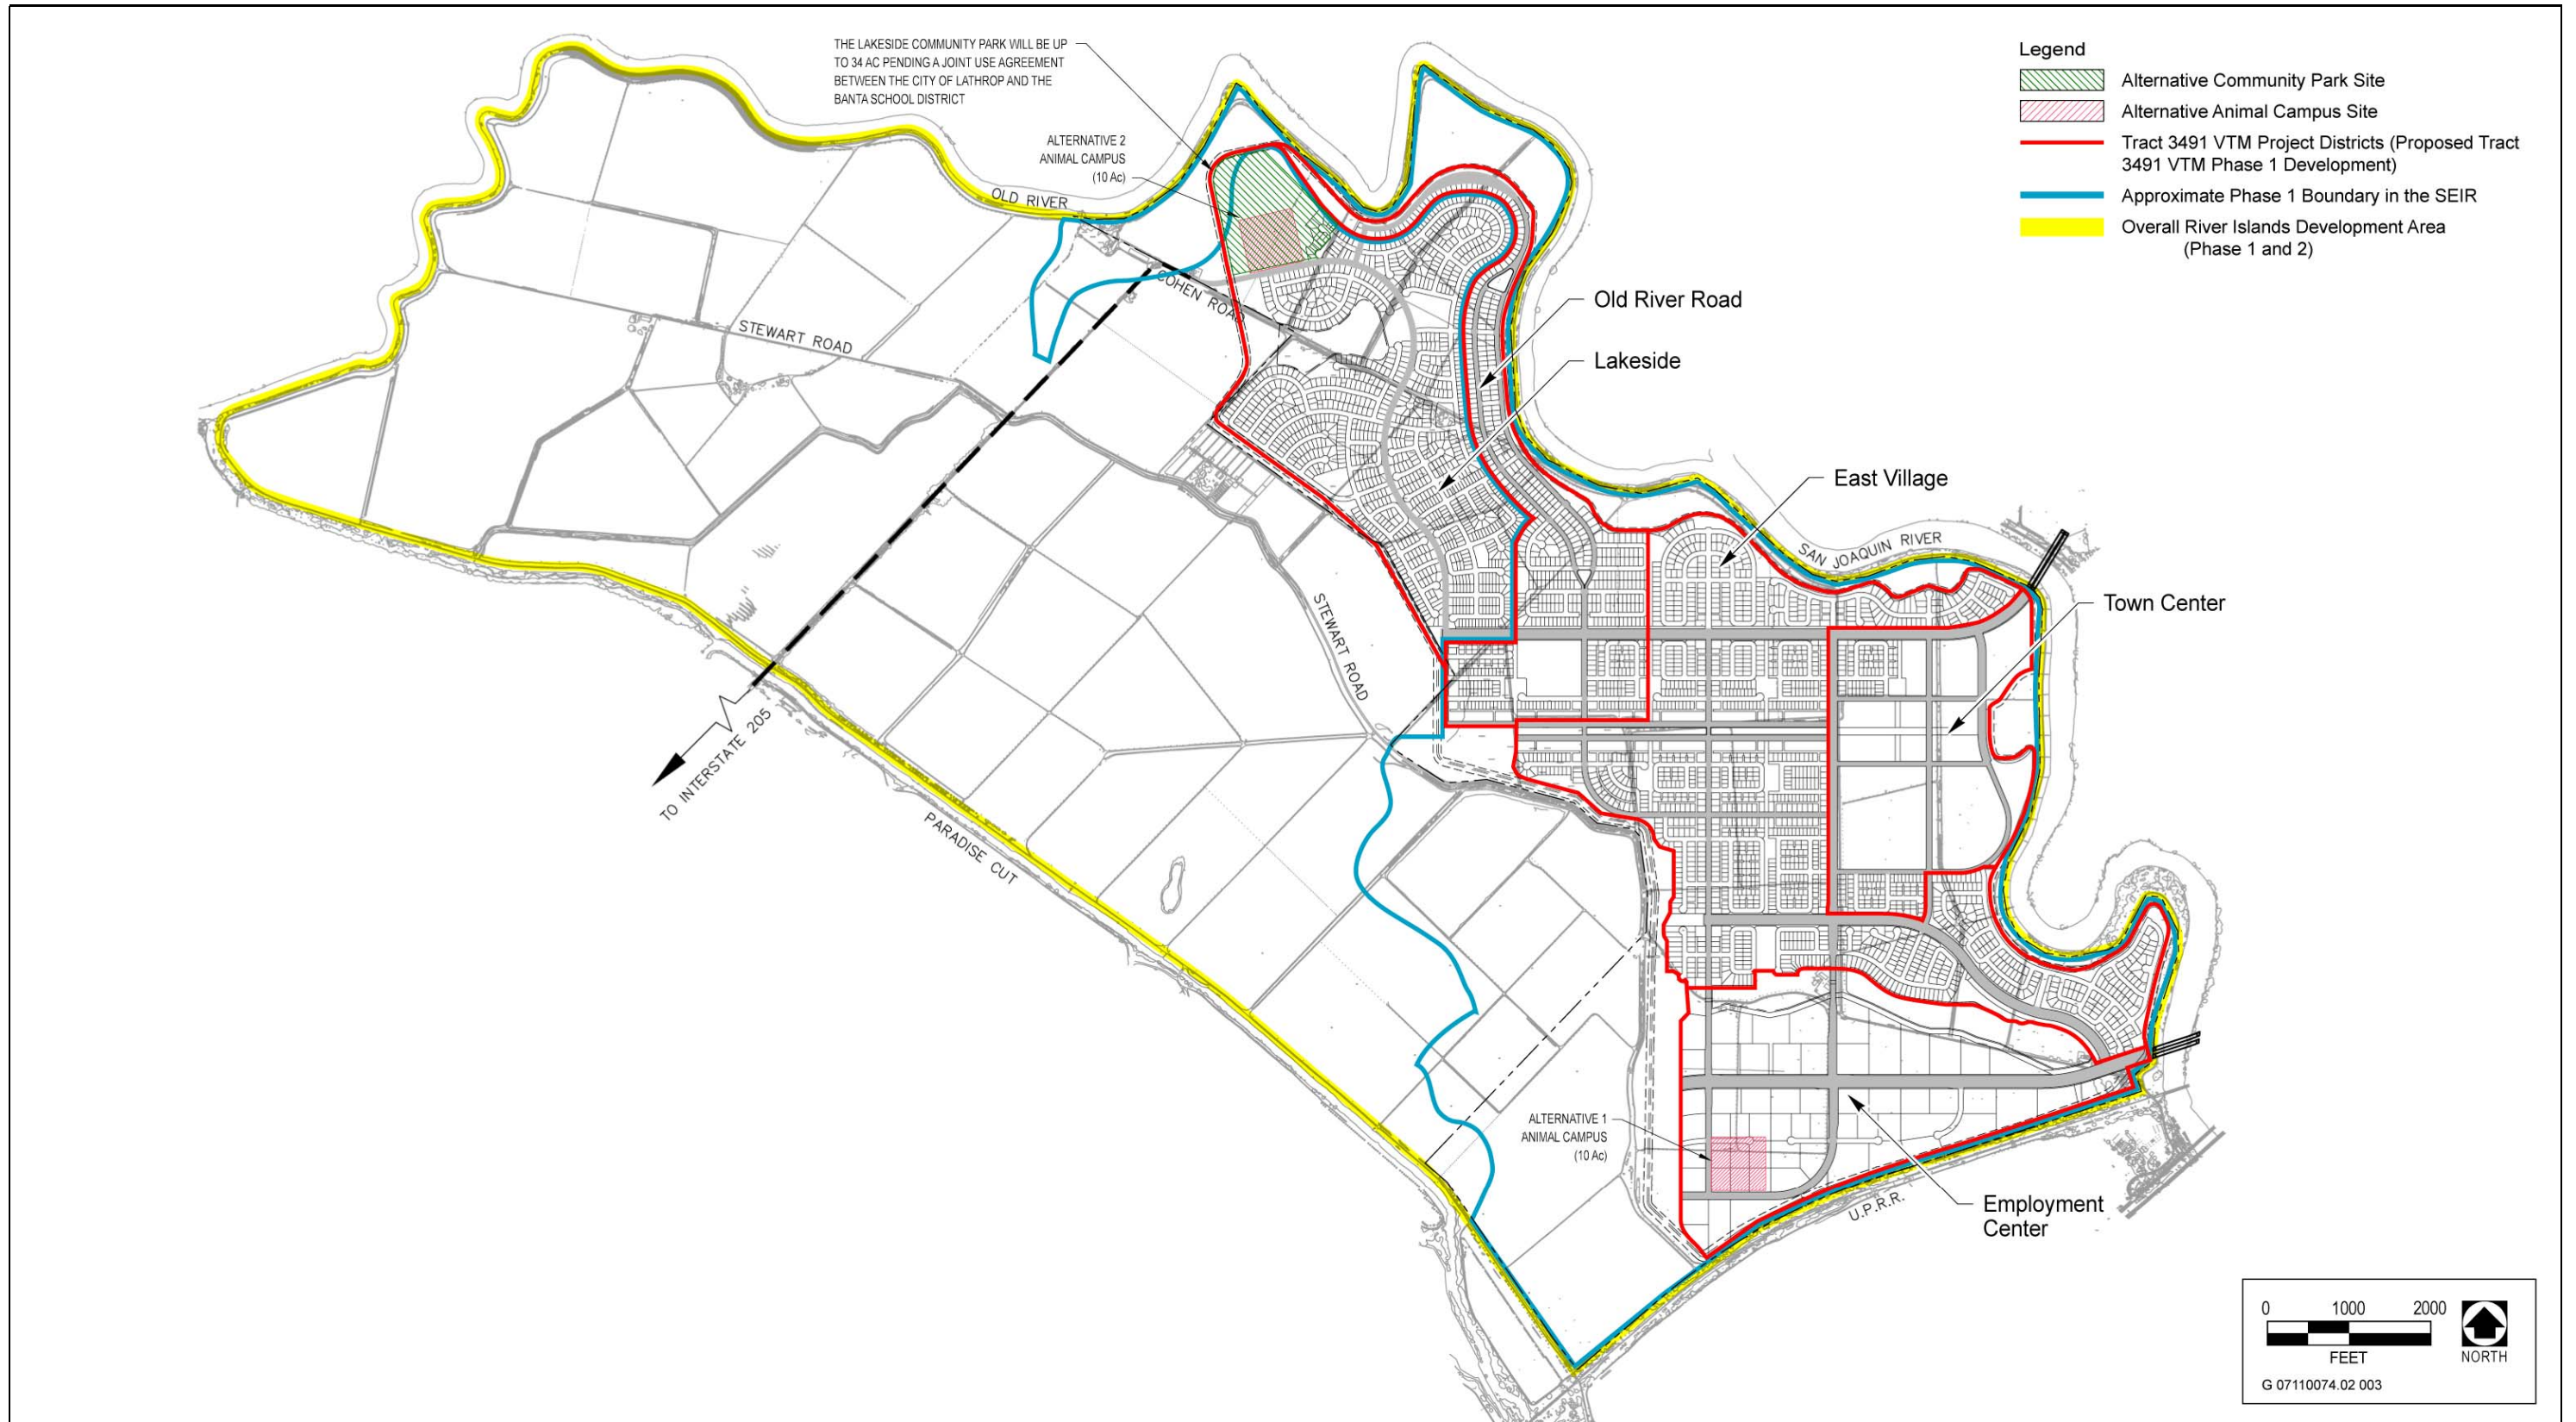 THE LAKESIDE COMMUNITY PARK WILL BE UP
TO 34 AC PENDING A JOINT USE AGREEMENT
BETWEEN THE CITY OF LATHROP AND THE
BANTA SCHOOL DISTRICT
ALTERNATIVE 2
ANIMAL CAMPUS
(10 Ac)
OLD RIVER
COHEN ROAD
STEWART ROAD
Legend
Alternative Community Park Site
Alternative Animal Campus Site
Tract 3491 VTM Project Districts (Proposed Tract
3491 VTM Phase 1 Development)
Approximate Phase 1 Boundary in the SEIR
Overall River Islands Development Area
(Phase 1 and 2)
Old River Road
Lakeside
East Village
SAN JOAQUIN RIVER
Town Center
STEWART ROAD
TO INTERSTATE 205
PARADISE CUT
ALTERNATIVE 1
ANIMAL CAMPUS
(10 Ac)
U.P.R.R.
Employment
Center
0 1000 2000
FEET
NORTH
G 07110074.02 003